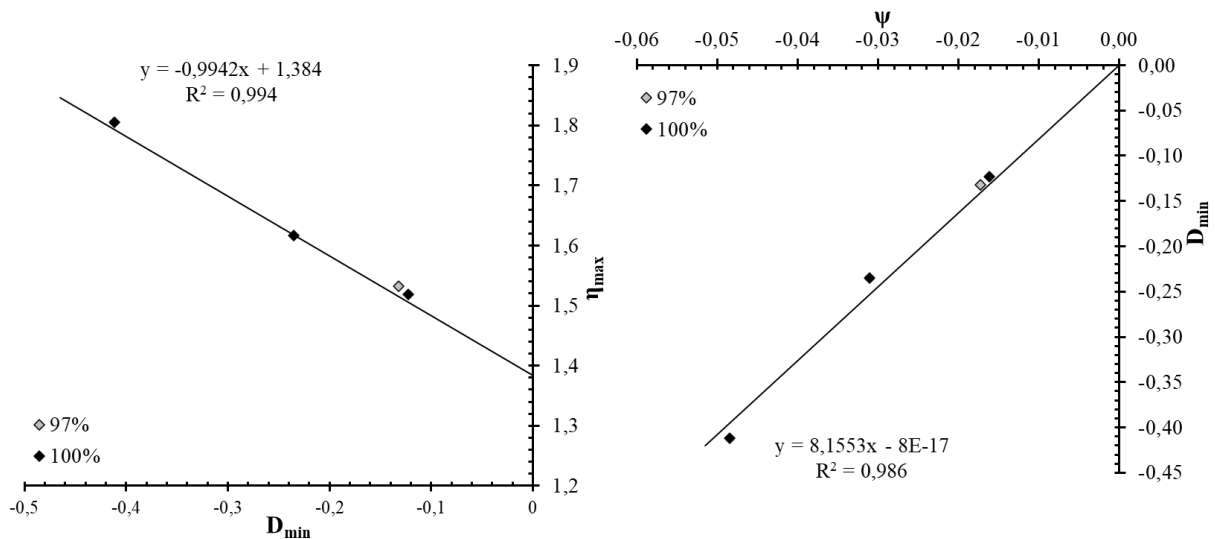 y = -0,9942x + 1,384
R² = 0,994
1,9
1,8
1,7
1,6
1,5
1,4
1,3
1,2
ηmax
97%
100%
-0,5 -0,4 -0,3 -0,2 -0,1 0
Dmin
ψ
-0,06 -0,05 -0,04 -0,03 -0,02 -0,01 0,00
0,00
-0,05
-0,10
-0,15
-0,20
-0,25
-0,30
-0,35
-0,40
-0,45
Dmin
97%
100%
y = 8,1553x - 8E-17
R² = 0,986